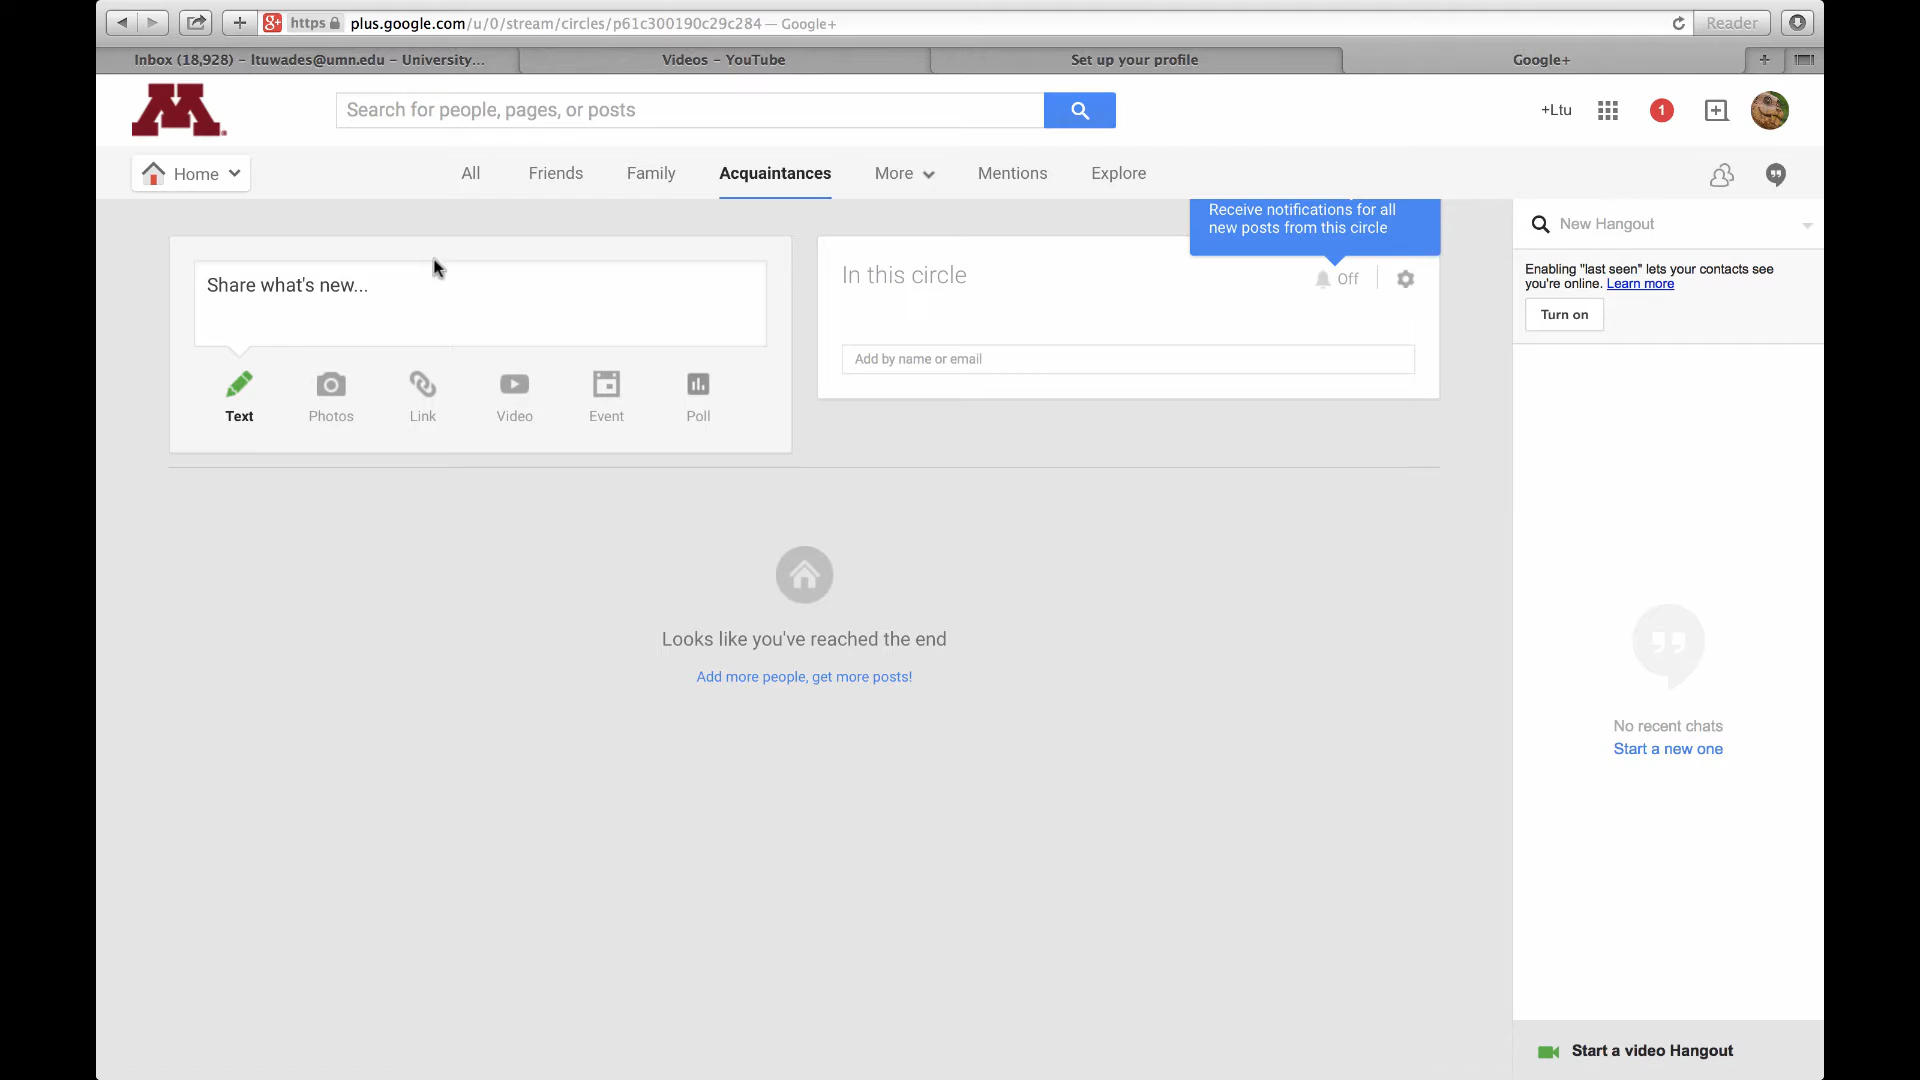 https plus.google.com/u/0/stream/circles/p61c300190c29c284 — Google+
Reader
Inbox (18,928) – ltuwades@umn.edu – University...
Videos – YouTube
Set up your profile
Google+
M
Search for people, pages, or posts
+Ltu
1
Home
All
Friends
Family
Acquaintances
More
Mentions
Explore
Receive notifications for all
new posts from this circle
New Hangout
Share what's new...
In this circle
Off
Enabling "last seen" lets your contacts see
you're online. Learn more
Turn on
Add by name or email
Text
Photos
Link
Video
Event
Poll
Looks like you've reached the end
Add more people, get more posts!
No recent chats
Start a new one
Start a video Hangout